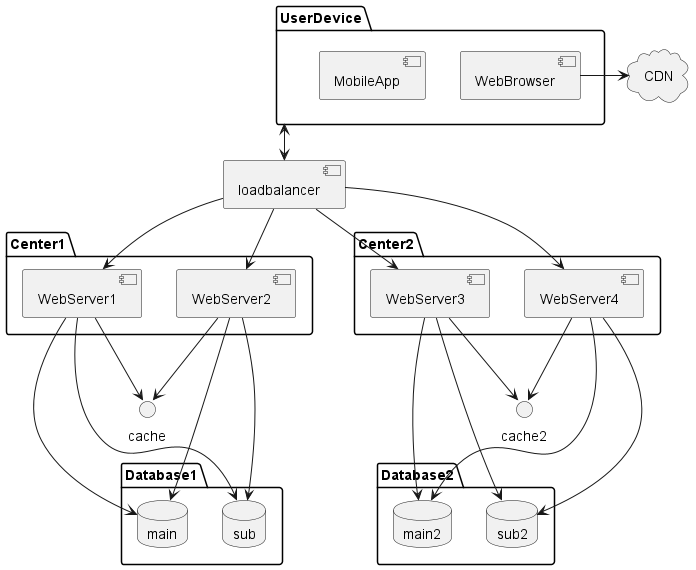 UserDevice
MobileApp
WebBrowser
CDN
loadbalancer
Center1
Center2
WebServer1
WebServer2
WebServer3
WebServer4
cache
cache2
Database1
Database2
main
sub
main2
sub2